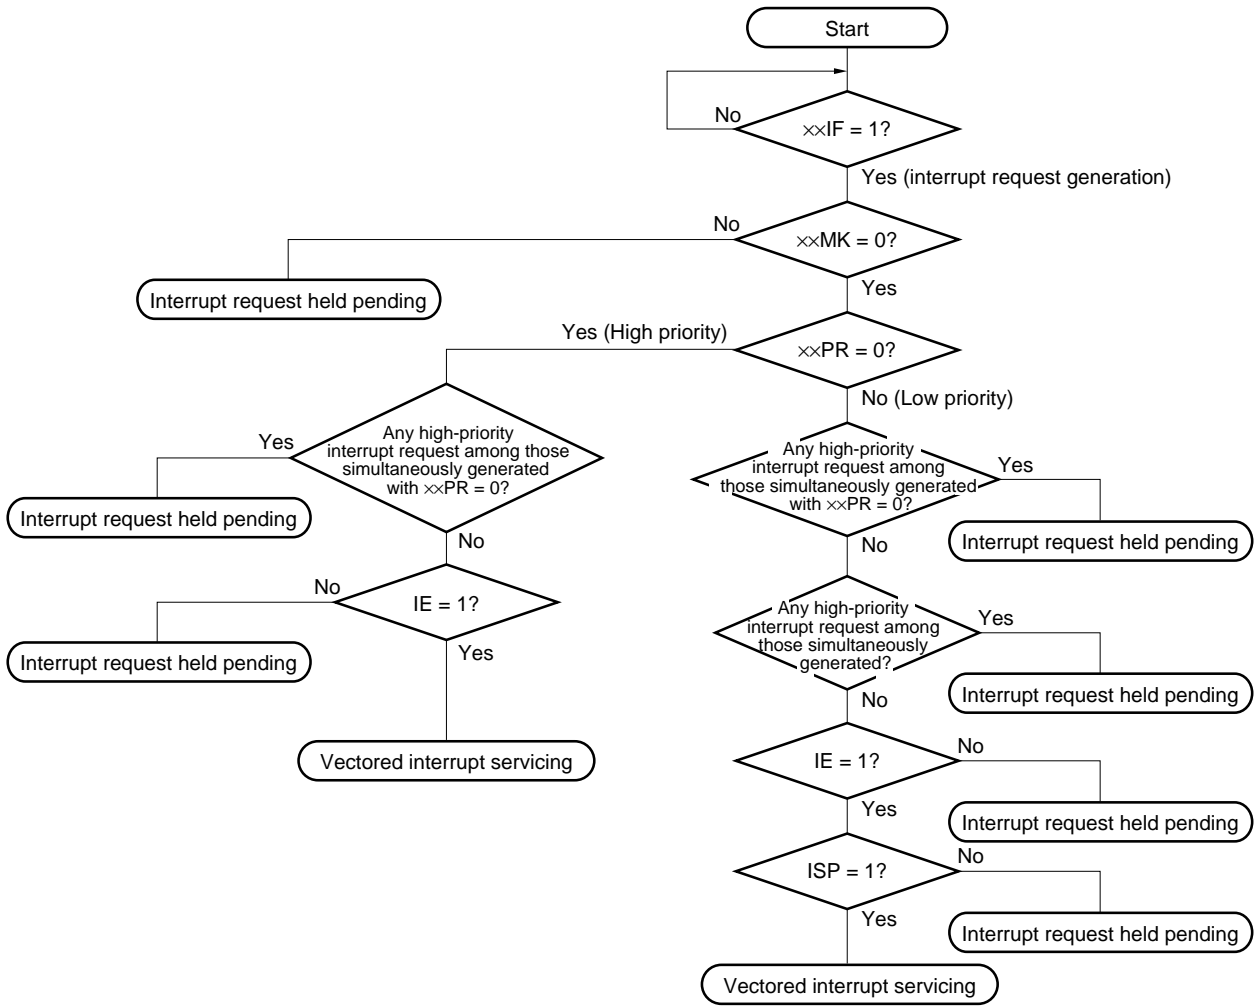 Start
No
××IF = 1?
Yes (interrupt request generation)
No
××MK = 0?
Interrupt request held pending
Yes
Yes (High priority)
××PR = 0?
No (Low priority)
Yes
Any high-priority
interrupt request among those
simultaneously generated
with ××PR = 0?
Interrupt request held pending
No
No
IE = 1?
Interrupt request held pending
Yes
Vectored interrupt servicing
Any high-priority
interrupt request among
those simultaneously generated
with ××PR = 0?
Yes
Interrupt request held pending
No
Any high-priority
interrupt request among
those simultaneously
generated?
Yes
Interrupt request held pending
No
IE = 1?
No
Interrupt request held pending
Yes
ISP = 1?
No
Interrupt request held pending
Yes
Vectored interrupt servicing